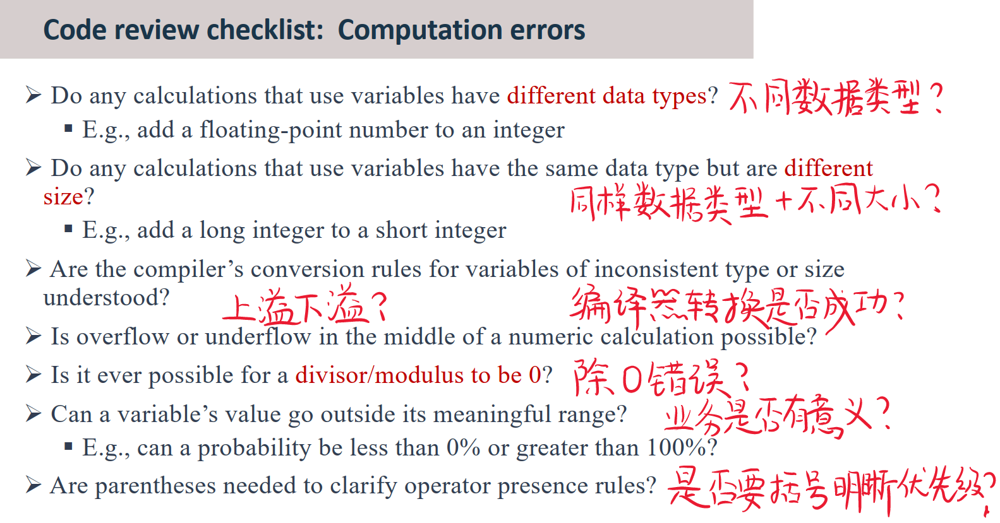 Code review checklist: Computation errors
Do any calculations that use variables have different data types? 不同数据类型?
E.g., add a floating-point number to an integer
Do any calculations that use variables have the same data type but are different
size?
同样数据类型+不同大小?
E.g., add a long integer to a short integer
Are the compiler’s conversion rules for variables of inconsistent type or size
understood?
上溢下溢? 编译器转换是否成功?
Is overflow or underflow in the middle of a numeric calculation possible?
Is it ever possible for a divisor/modulus to be 0? 除0错误?
Can a variable’s value go outside its meaningful range? 业务是否有意义?
E.g., can a probability be less than 0% or greater than 100%?
Are parentheses needed to clarify operator presence rules? 是否要括号明晰优先级?